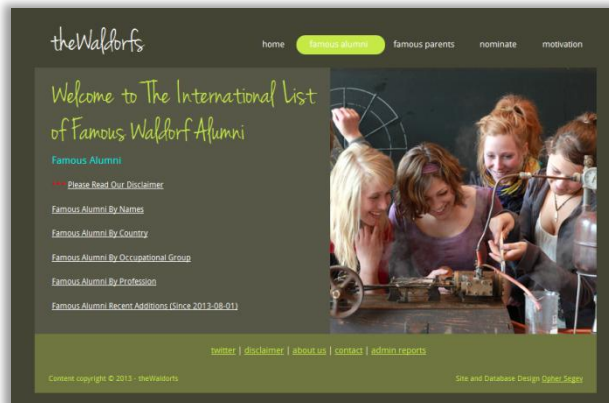 theWaldorfs
home famous alumni famous parents nominate motivation
Welcome to The International List
of Famous Waldorf Alumni
Famous Alumni
*** Please Read Our Disclaimer
Famous Alumni By Names
Famous Alumni By Country
Famous Alumni By Occupational Group
Famous Alumni By Profession
Famous Alumni Recent Additions (Since 2013-08-01)
twitter | disclaimer | about us | contact | admin reports
Content copyright © 2013 - theWaldorfs
Site and Database Design Opher Segev